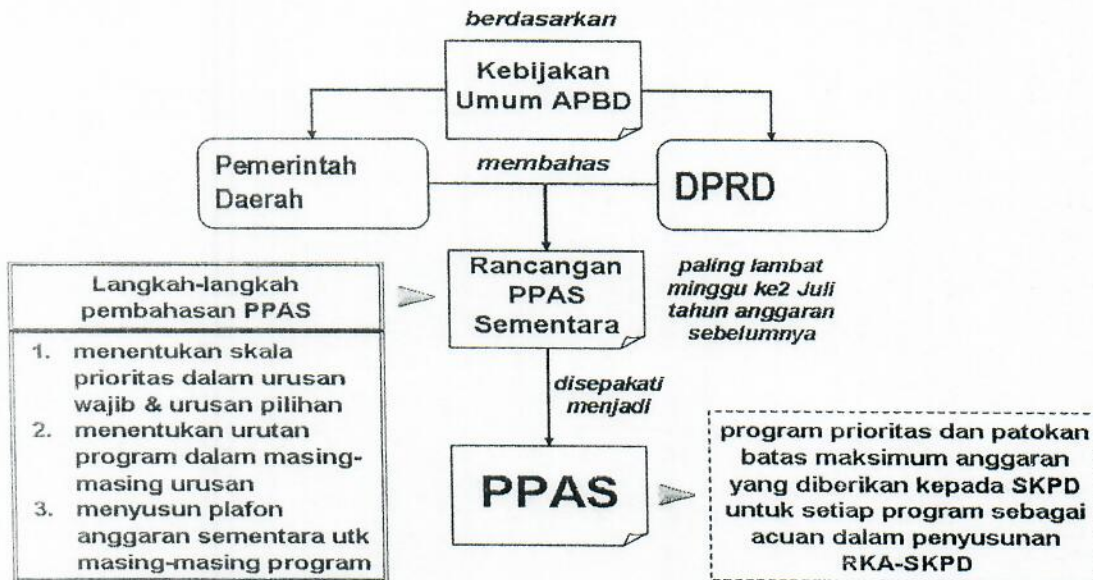 berdasarkan
Kebijakan
Umum APBD
Pemerintah
Daerah
membahas
DPRD
Rancangan
PPAS
Sementara
paling lambat
minggu ke2 Juli
tahun anggaran
sebelumnya
Langkah-langkah
pembahasan PPAS
1. menentukan skala
prioritas dalam urusan
wajib & urusan pilihan
2. menentukan urutan
program dalam masing-
masing urusan
3. menyusun plafon
anggaran sementara utk
masing-masing program
disepakati
menjadi
PPAS
program prioritas dan patokan
batas maksimum anggaran
yang diberikan kepada SKPD
untuk setiap program sebagai
acuan dalam penyusunan
RKA-SKPD